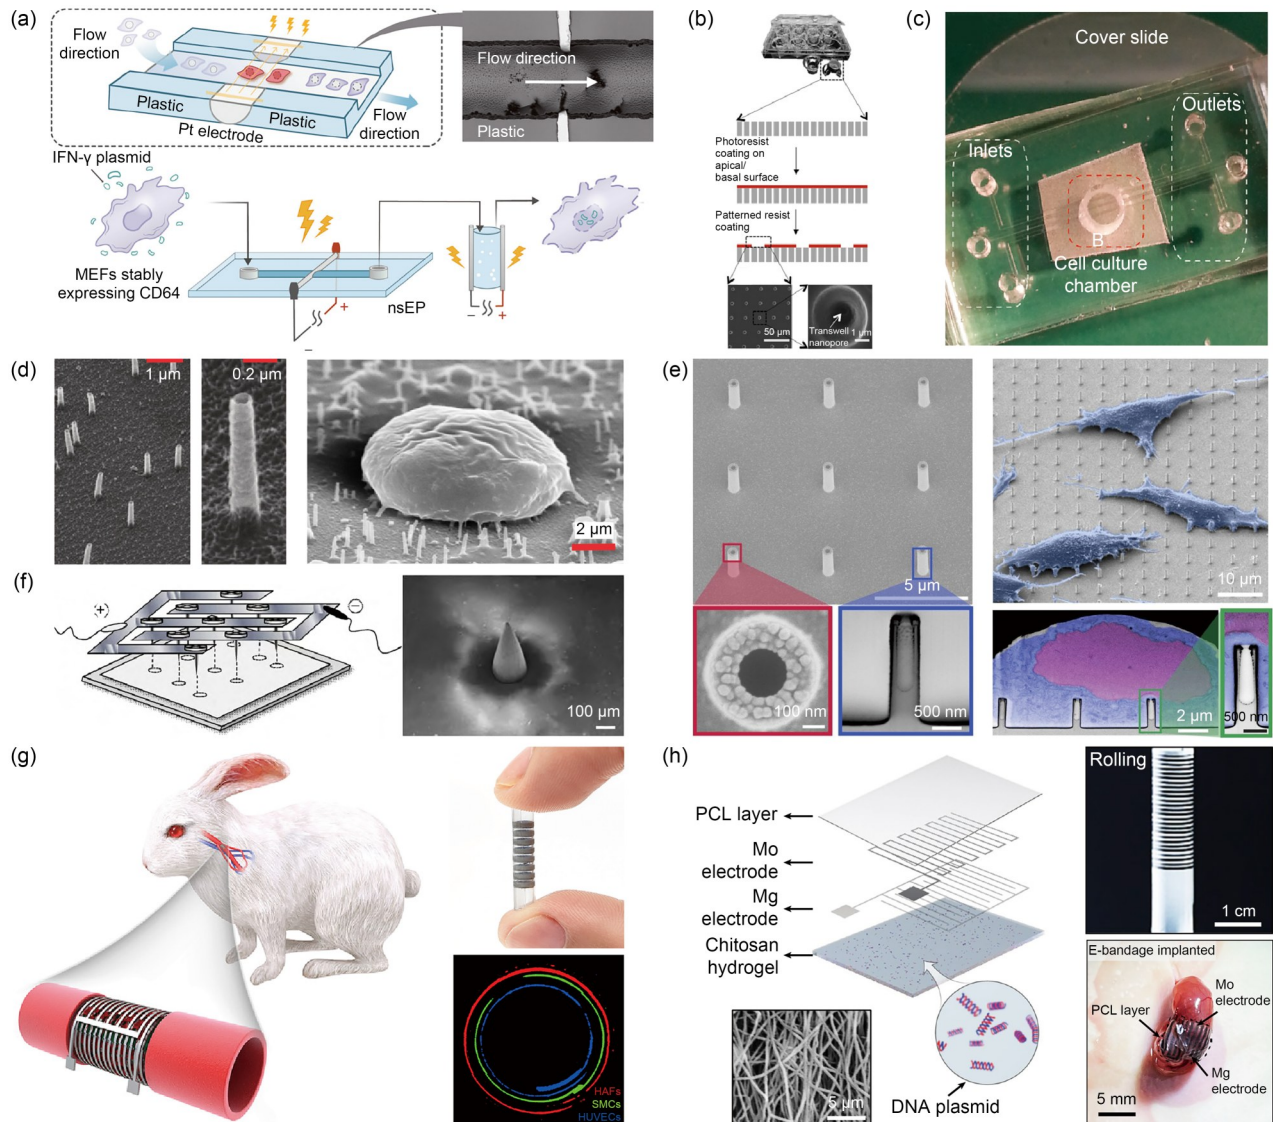 (a)
Flow
direction
Plastic
Plastic
Pt electrode
Flow
direction
Flow direction
Plastic
IFN-γ plasmid
MEFs stably
expressing CD64
nsEP
+
−
− +
(b)
Photoresist
coating on
apical/
basal surface
Patterned resist
coating
50 μm
Transwell
nanopore
1 μm
(c)
Cover slide
Outlets
Inlets
B
Cell culture
chamber
(d)
1 μm
0.2 μm
2 μm
(e)
5 μm
10 μm
100 nm
500 nm
2 μm
500 nm
(f)
(+)
(−)
100 μm
(g)
HAFs
SMCs
HUVECs
(h)
PCL layer
Mo
electrode
Mg
electrode
Chitosan
hydrogel
5 μm
DNA plasmid
Rolling
1 cm
E-bandage implanted
Mo
electrode
PCL layer
Mg
electrode
5 mm